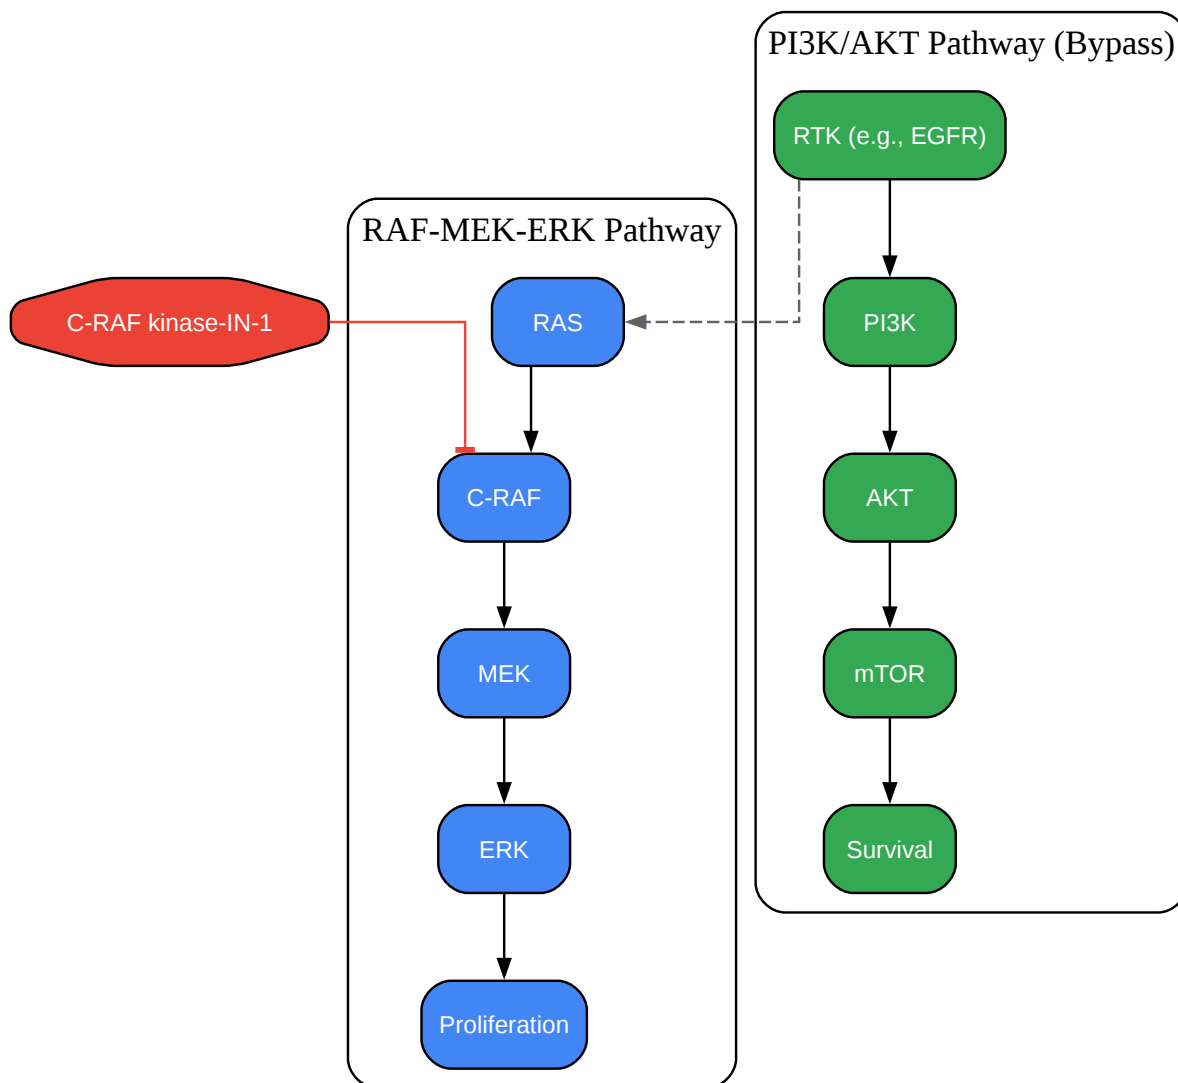 PI3K/AKT Pathway (Bypass)
RTK (e.g., EGFR)
RAF-MEK-ERK Pathway
C-RAF kinase-IN-1
RAS
PI3K
C-RAF
AKT
MEK
mTOR
ERK
Survival
Proliferation